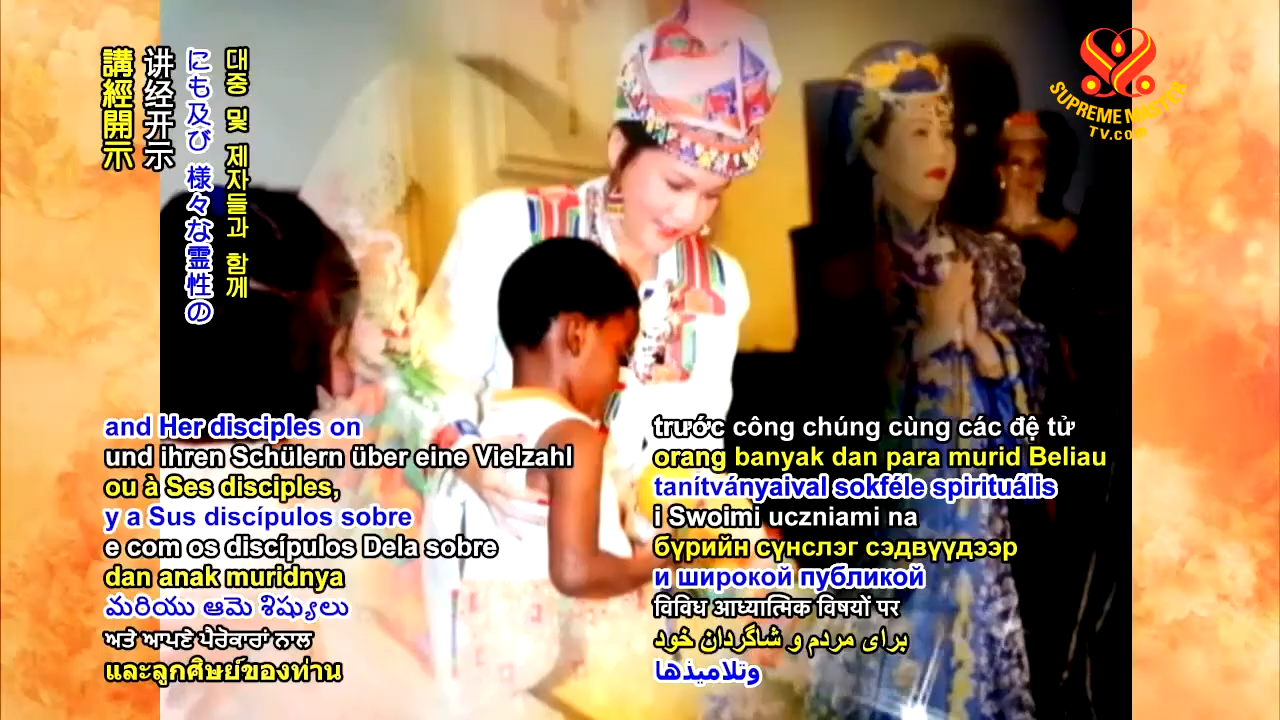 講經開示
讲经开示
にも及び 様々な霊性の
대중 및 제자들과 함께
SUPREME MASTER
TV.com
and Her disciples on
und ihren Schülern über eine Vielzahl
ou à Ses disciples,
y a Sus discípulos sobre
e com os discípulos Dela sobre
dan anak muridnya
మరియు ఆమె శిష్యులు
ਅਤੇ ਆਪਣੇ ਪੈਰੋਕਾਰਾਂ ਨਾਲ
และลูกศิษย์ของท่าน
trước công chúng cùng các đệ tử
orang banyak dan para murid Beliau
tanítványaival sokféle spirituális
i Swoimi uczniami na
бүрийн сүнслэг сэдвүүдээр
и широкой публикой
विविध आध्यात्मिक विषयों पर
برای مردم و شاگردان خود
وتلاميذها